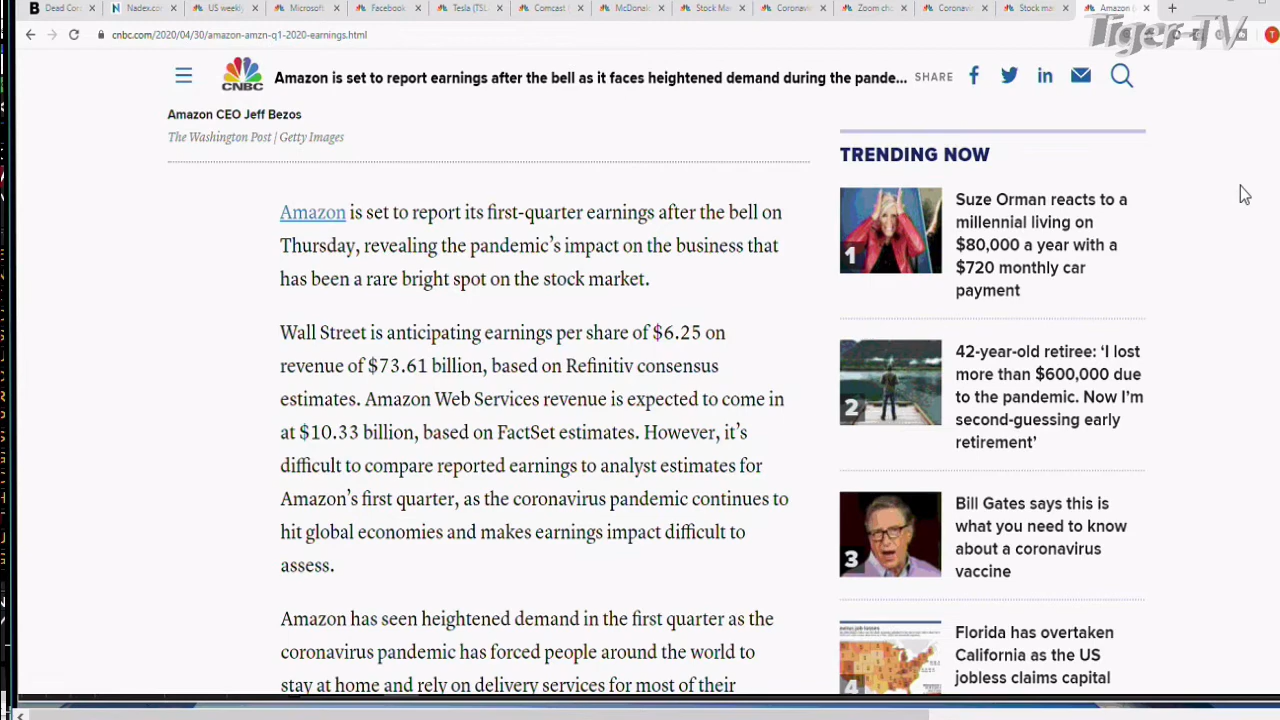 Dead Cor
Nadex.co
US weekly
Microsoft
Facebook
Tesla (TSL
Comcast
McDona
Stock Ma
Coronavi
Zoom cha
Coronavi
Stock ma
Amazon
TigerTV
cnbc.com/2020/04/30/amazon-amzn-q1-2020-earnings.html
CNBC
Amazon is set to report earnings after the bell as it faces heightened demand during the pande...
SHARE
Amazon CEO Jeff Bezos
The Washington Post | Getty Images
Amazon is set to report its first-quarter earnings after the bell on
Thursday, revealing the pandemic’s impact on the business that
has been a rare bright spot on the stock market.
Wall Street is anticipating earnings per share of $6.25 on
revenue of $73.61 billion, based on Refinitiv consensus
estimates. Amazon Web Services revenue is expected to come in
at $10.33 billion, based on FactSet estimates. However, it’s
difficult to compare reported earnings to analyst estimates for
Amazon’s first quarter, as the coronavirus pandemic continues to
hit global economies and makes earnings impact difficult to
assess.
Amazon has seen heightened demand in the first quarter as the
coronavirus pandemic has forced people around the world to
stay at home and rely on delivery services for most of their
TRENDING NOW
1
Suze Orman reacts to a
millennial living on
$80,000 a year with a
$720 monthly car
payment
2
42-year-old retiree: ‘I lost
more than $600,000 due
to the pandemic. Now I’m
second-guessing early
retirement’
3
Bill Gates says this is
what you need to know
about a coronavirus
vaccine
4
Florida has overtaken
California as the US
jobless claims capital